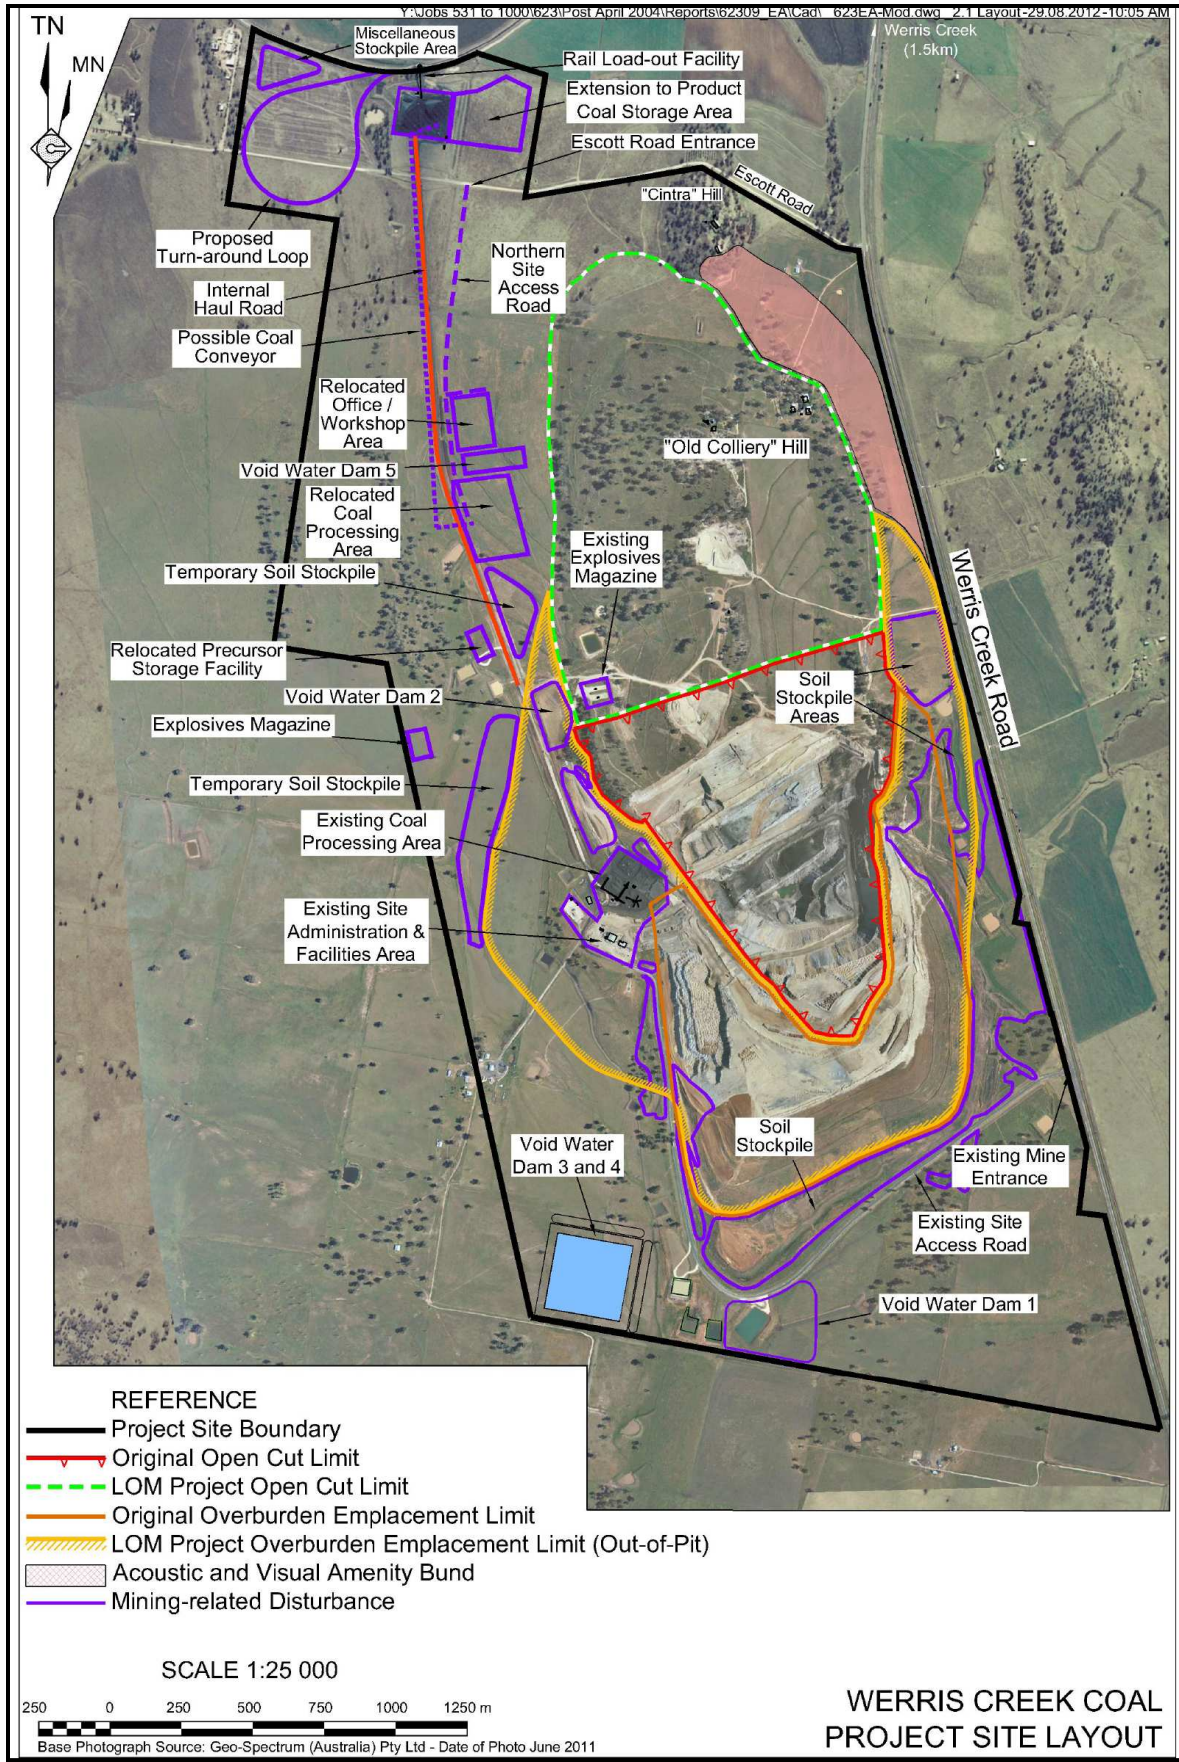 Y:\Jobs 531 to 1000\623\Post April 2004\Reports\62309_EA\Cad\__623EA-Mod.dwg_2.1 Layout-29.08.2012-10:05 AM
TN
MN
Miscellaneous
Stockpile Area
Werris Creek
(1.5km)
Rail Load-out Facility
Extension to Product
Coal Storage Area
Escott Road Entrance
Escott Road
"Cintra" Hill
Proposed
Turn-around Loop
Northern
Site
Access
Road
Internal
Haul Road
Possible Coal
Conveyor
Relocated
Office /
Workshop
Area
"Old Colliery" Hill
Void Water Dam 5
Relocated
Coal
Processing
Area
Existing
Explosives
Magazine
Temporary Soil Stockpile
Werris Creek Road
Relocated Precursor
Storage Facility
Soil
Stockpile
Areas
Void Water Dam 2
Explosives Magazine
Temporary Soil Stockpile
Existing Coal
Processing Area
Existing Site
Administration &
Facilities Area
Void Water
Dam 3 and 4
Soil
Stockpile
Existing Mine
Entrance
Existing Site
Access Road
Void Water Dam 1
REFERENCE
Project Site Boundary
Original Open Cut Limit
LOM Project Open Cut Limit
Original Overburden Emplacement Limit
LOM Project Overburden Emplacement Limit (Out-of-Pit)
Acoustic and Visual Amenity Bund
Mining-related Disturbance
SCALE 1:25 000
250 0 250 500 750 1000 1250 m
Base Photograph Source: Geo-Spectrum (Australia) Pty Ltd - Date of Photo June 2011
WERRIS CREEK COAL
PROJECT SITE LAYOUT